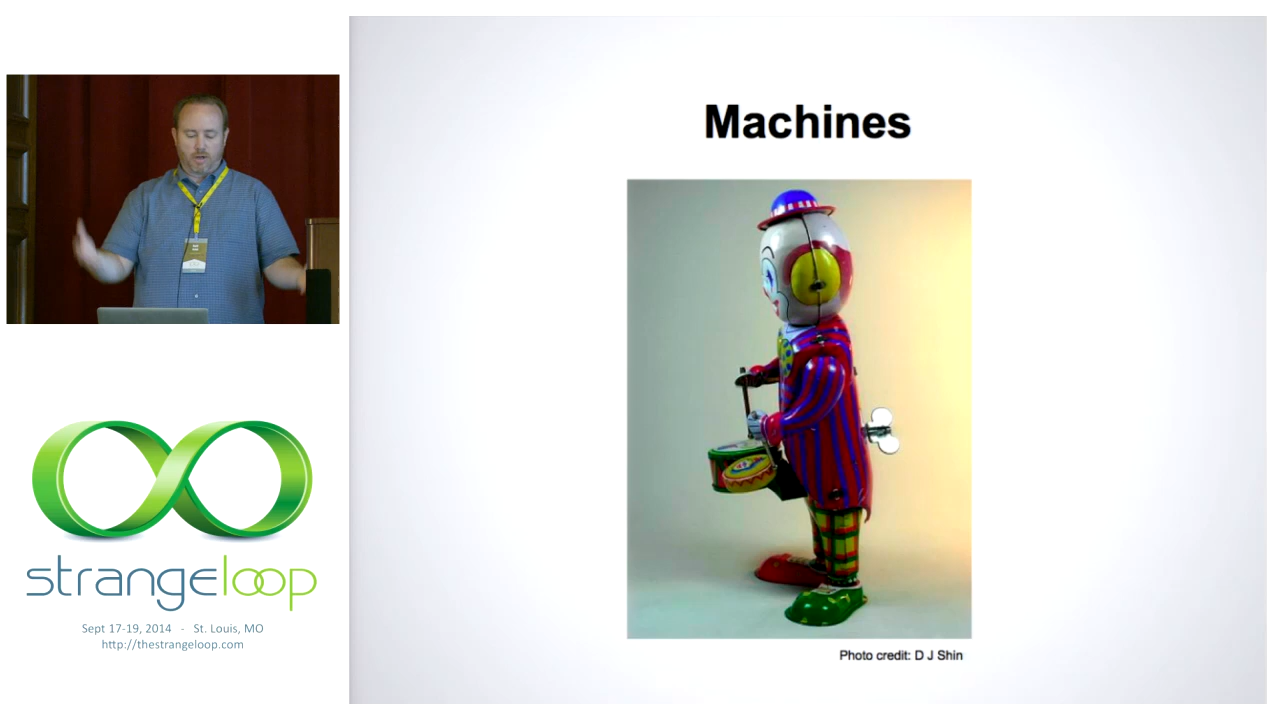 Machines
Photo credit: D J Shin
strangeloop
Sept 17-19, 2014 - St. Louis, MO
http://thestrangeloop.com